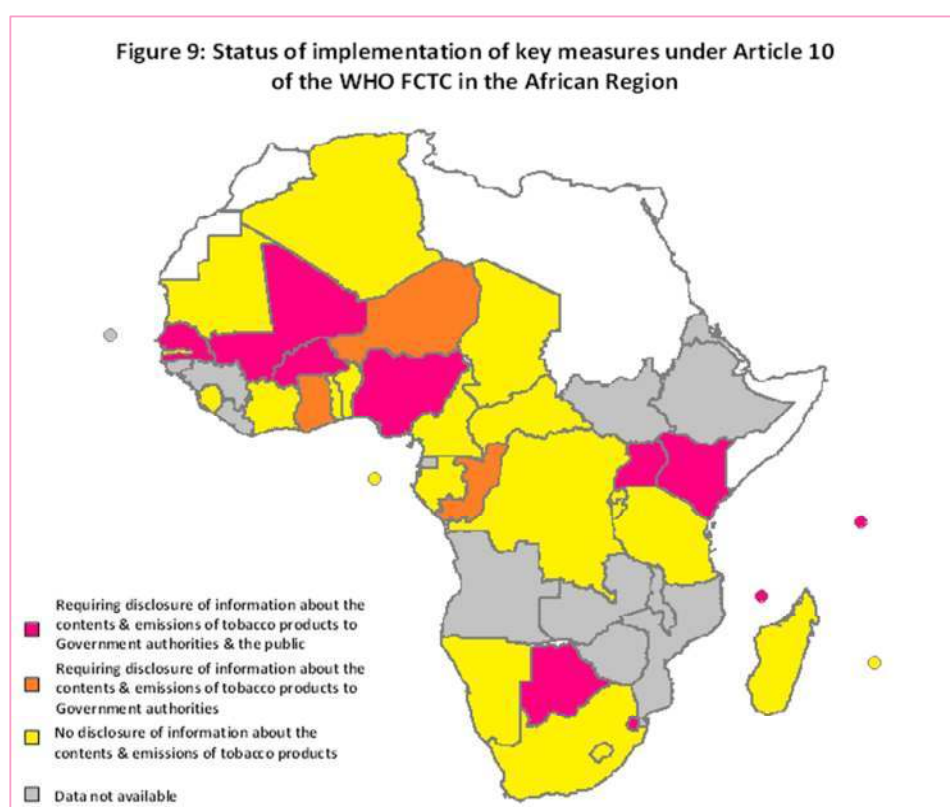 Figure 9: Status of implementation of key measures under Article 10
of the WHO FCTC in the African Region
Requiring disclosure of information about the
contents & emissions of tobacco products to
Government authorities & the public
Requiring disclosure of information about the
contents & emissions of tobacco products to
Government authorities
No disclosure of information about the
contents & emissions of tobacco products
Data not available